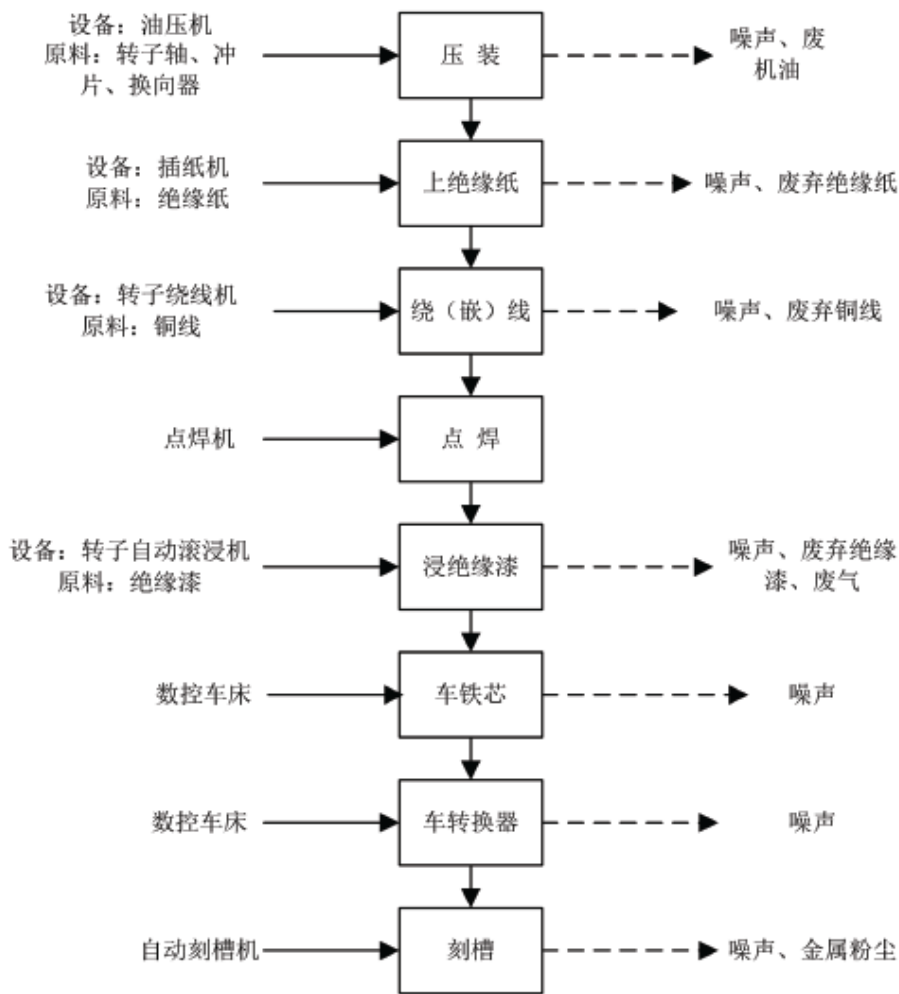 设备：油压机
原料：转子轴、冲
片、换向器
压 装
噪声、废
机油
设备：插纸机
原料：绝缘纸
上绝缘纸
噪声、废弃绝缘纸
设备：转子绕线机
原料：铜线
绕（嵌）线
噪声、废弃铜线
点焊机
点 焊
设备：转子自动滚浸机
原料：绝缘漆
浸绝缘漆
噪声、废弃绝缘
漆、废气
数控车床
车铁芯
噪声
数控车床
车转换器
噪声
自动刻槽机
刻槽
噪声、金属粉尘